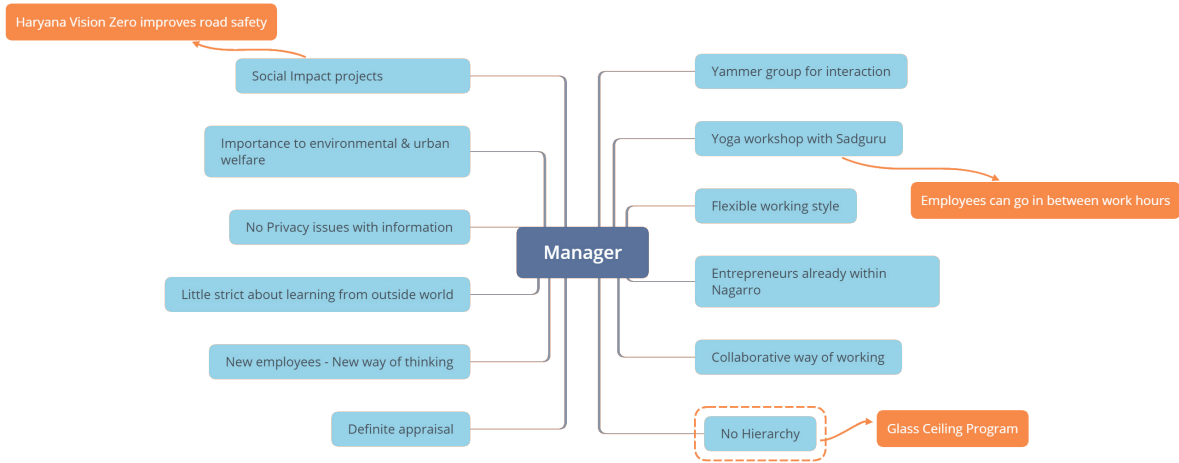 Haryana Vision Zero improves road safety
Social Impact projects
Importance to environmental & urban
welfare
No Privacy issues with information
Little strict about learning from outside world
New employees - New way of thinking
Definite appraisal
Manager
Yammer group for interaction
Yoga workshop with Sadguru
Employees can go in between work hours
Flexible working style
Entrepreneurs already within
Nagarro
Collaborative way of working
No Hierarchy
Glass Ceiling Program